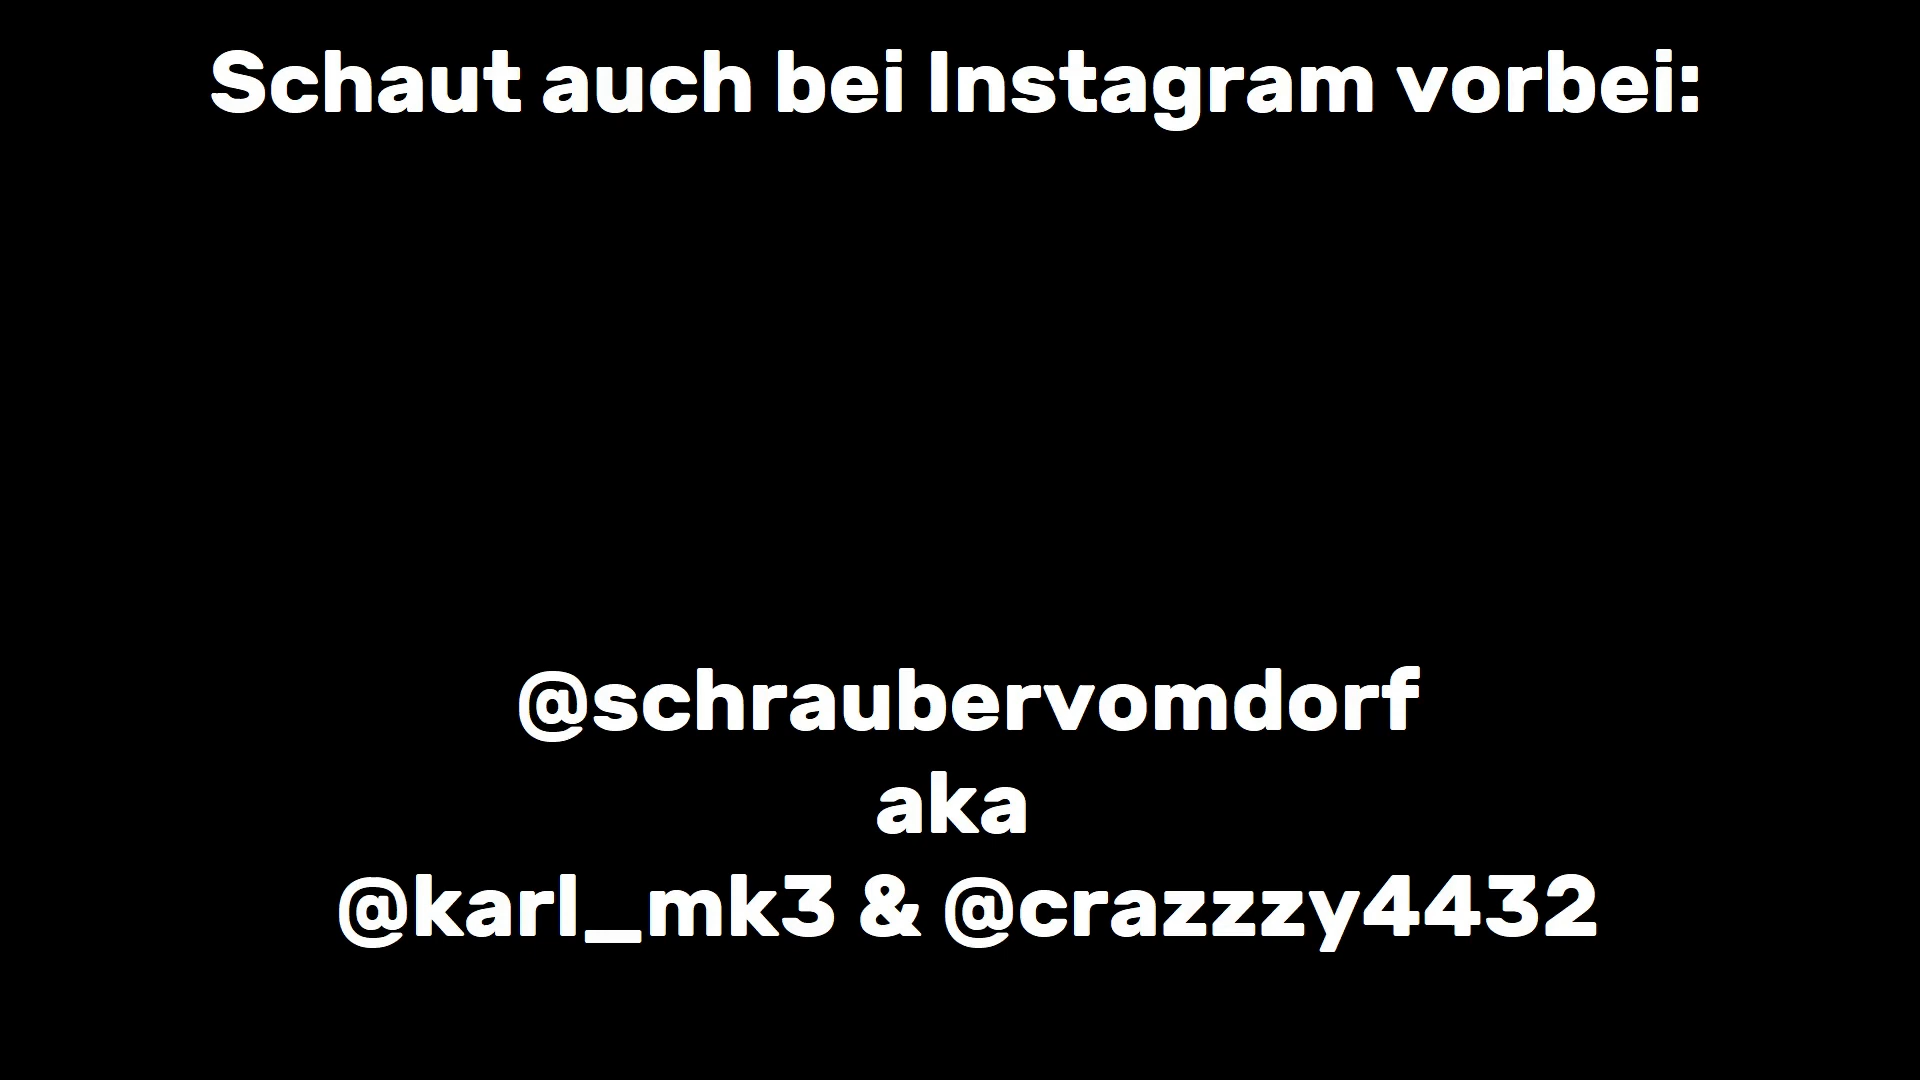 Schaut auch bei Instagram vorbei:
@schraubervomdorf
aka
@karl_mk3 & @crazzzy4432